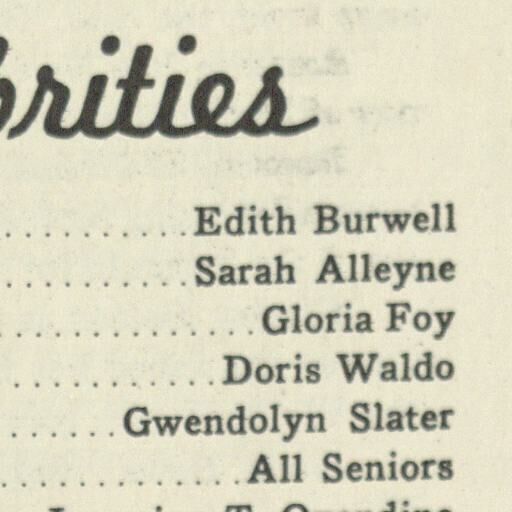 brities
Edith Burwell
Sarah Alleyne
Gloria Foy
Doris Waldo
Gwendolyn Slater
All Seniors